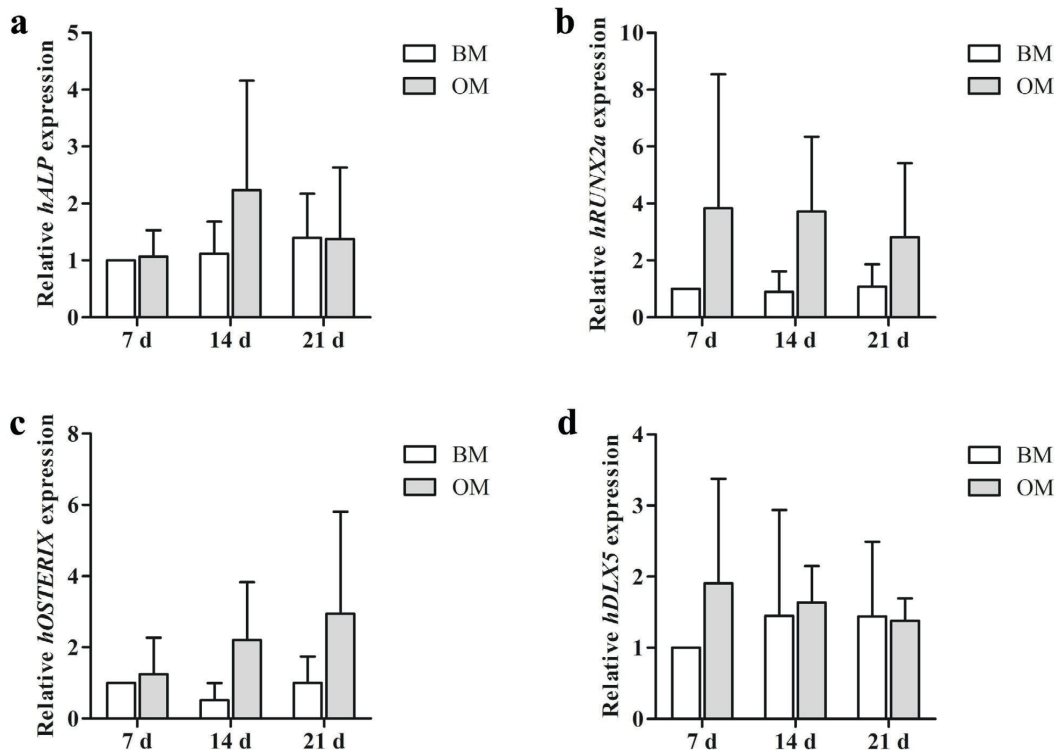 a
Relative hALP expression
5
4
3
2
1
0
7 d 14 d 21 d
BM
OM
b
Relative hRUNX2a expression
10
8
6
4
2
0
7 d 14 d 21 d
BM
OM
c
Relative hOSTERIX expression
8
6
4
2
0
7 d 14 d 21 d
BM
OM
d
Relative hDLX5 expression
4
3
2
1
0
7 d 14 d 21 d
BM
OM